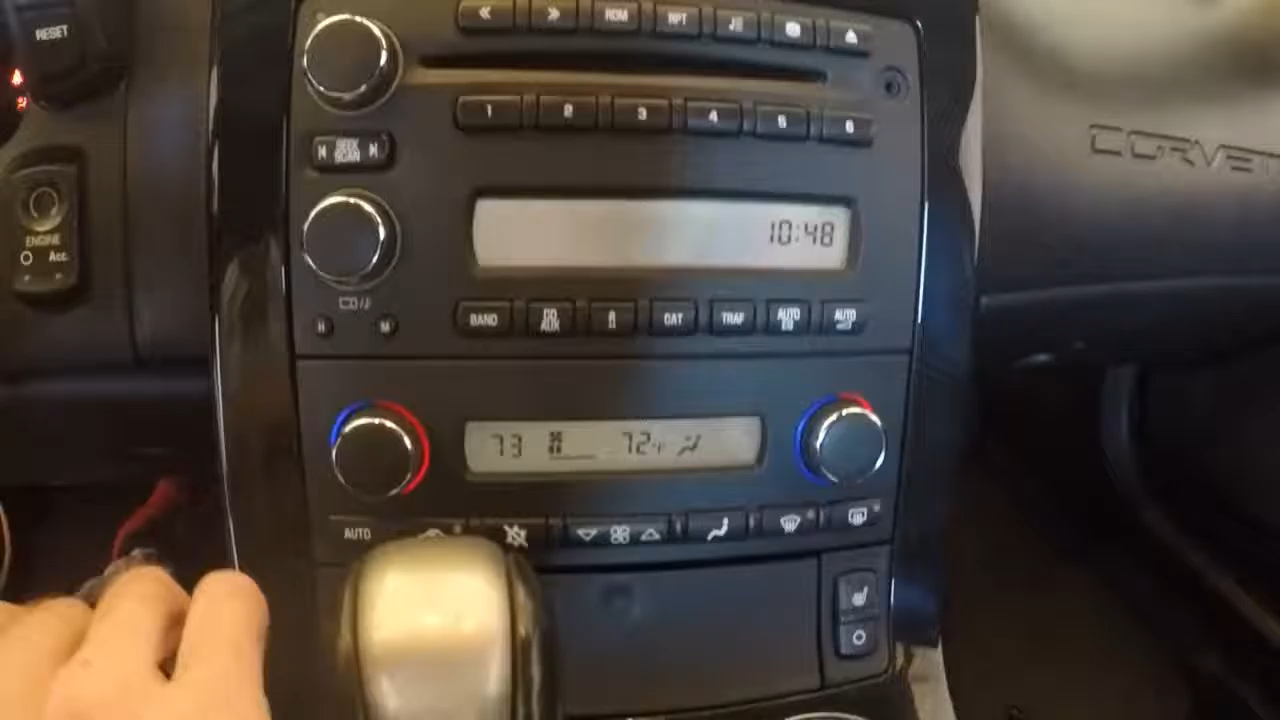 RESET
RDM
RPT
1
2
3
4
5
6
SEEK
SCAN
10:48
ENGINE
Acc.
BAND
CD
AUX
CAT
TRAF
AUTO
EQ
AUTO
H
M
73
72
AUTO
CORVET